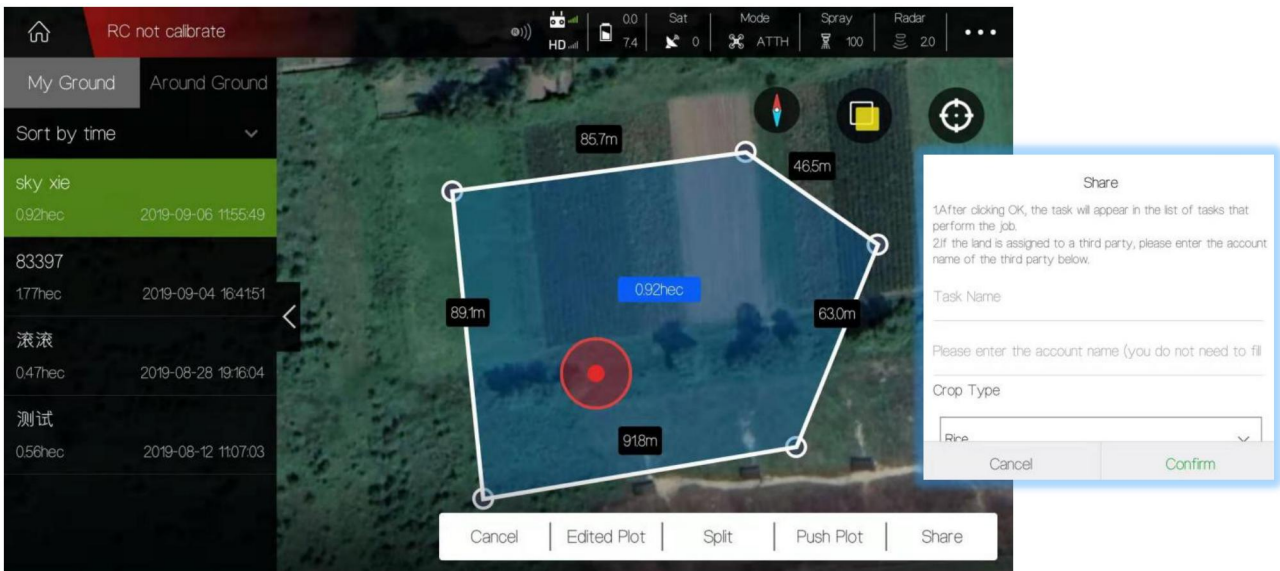 RC not calibrate
HD
0.0
7.4
Sat
0
Mode
ATTH
Spray
100
Radar
2.0
My Ground
Around Ground
Sort by time
sky xie
0.92hec 2019-09-06 11:55:49
83397
1.77hec 2019-09-04 16:41:51
滚滚
0.47hec 2019-08-28 19:16:04
测试
0.56hec 2019-08-12 11:07:03
85.7m
46.5m
0.92hec
89.1m
63.0m
91.8m
Cancel
Edited Plot
Split
Push Plot
Share
Share
1.After clicking OK, the task will appear in the list of tasks that
perform the job.
2.If the land is assigned to a third party, please enter the account
name of the third party below.
Task Name
Please enter the account name (you do not need to fill
Crop Type
Rice
Cancel
Confirm